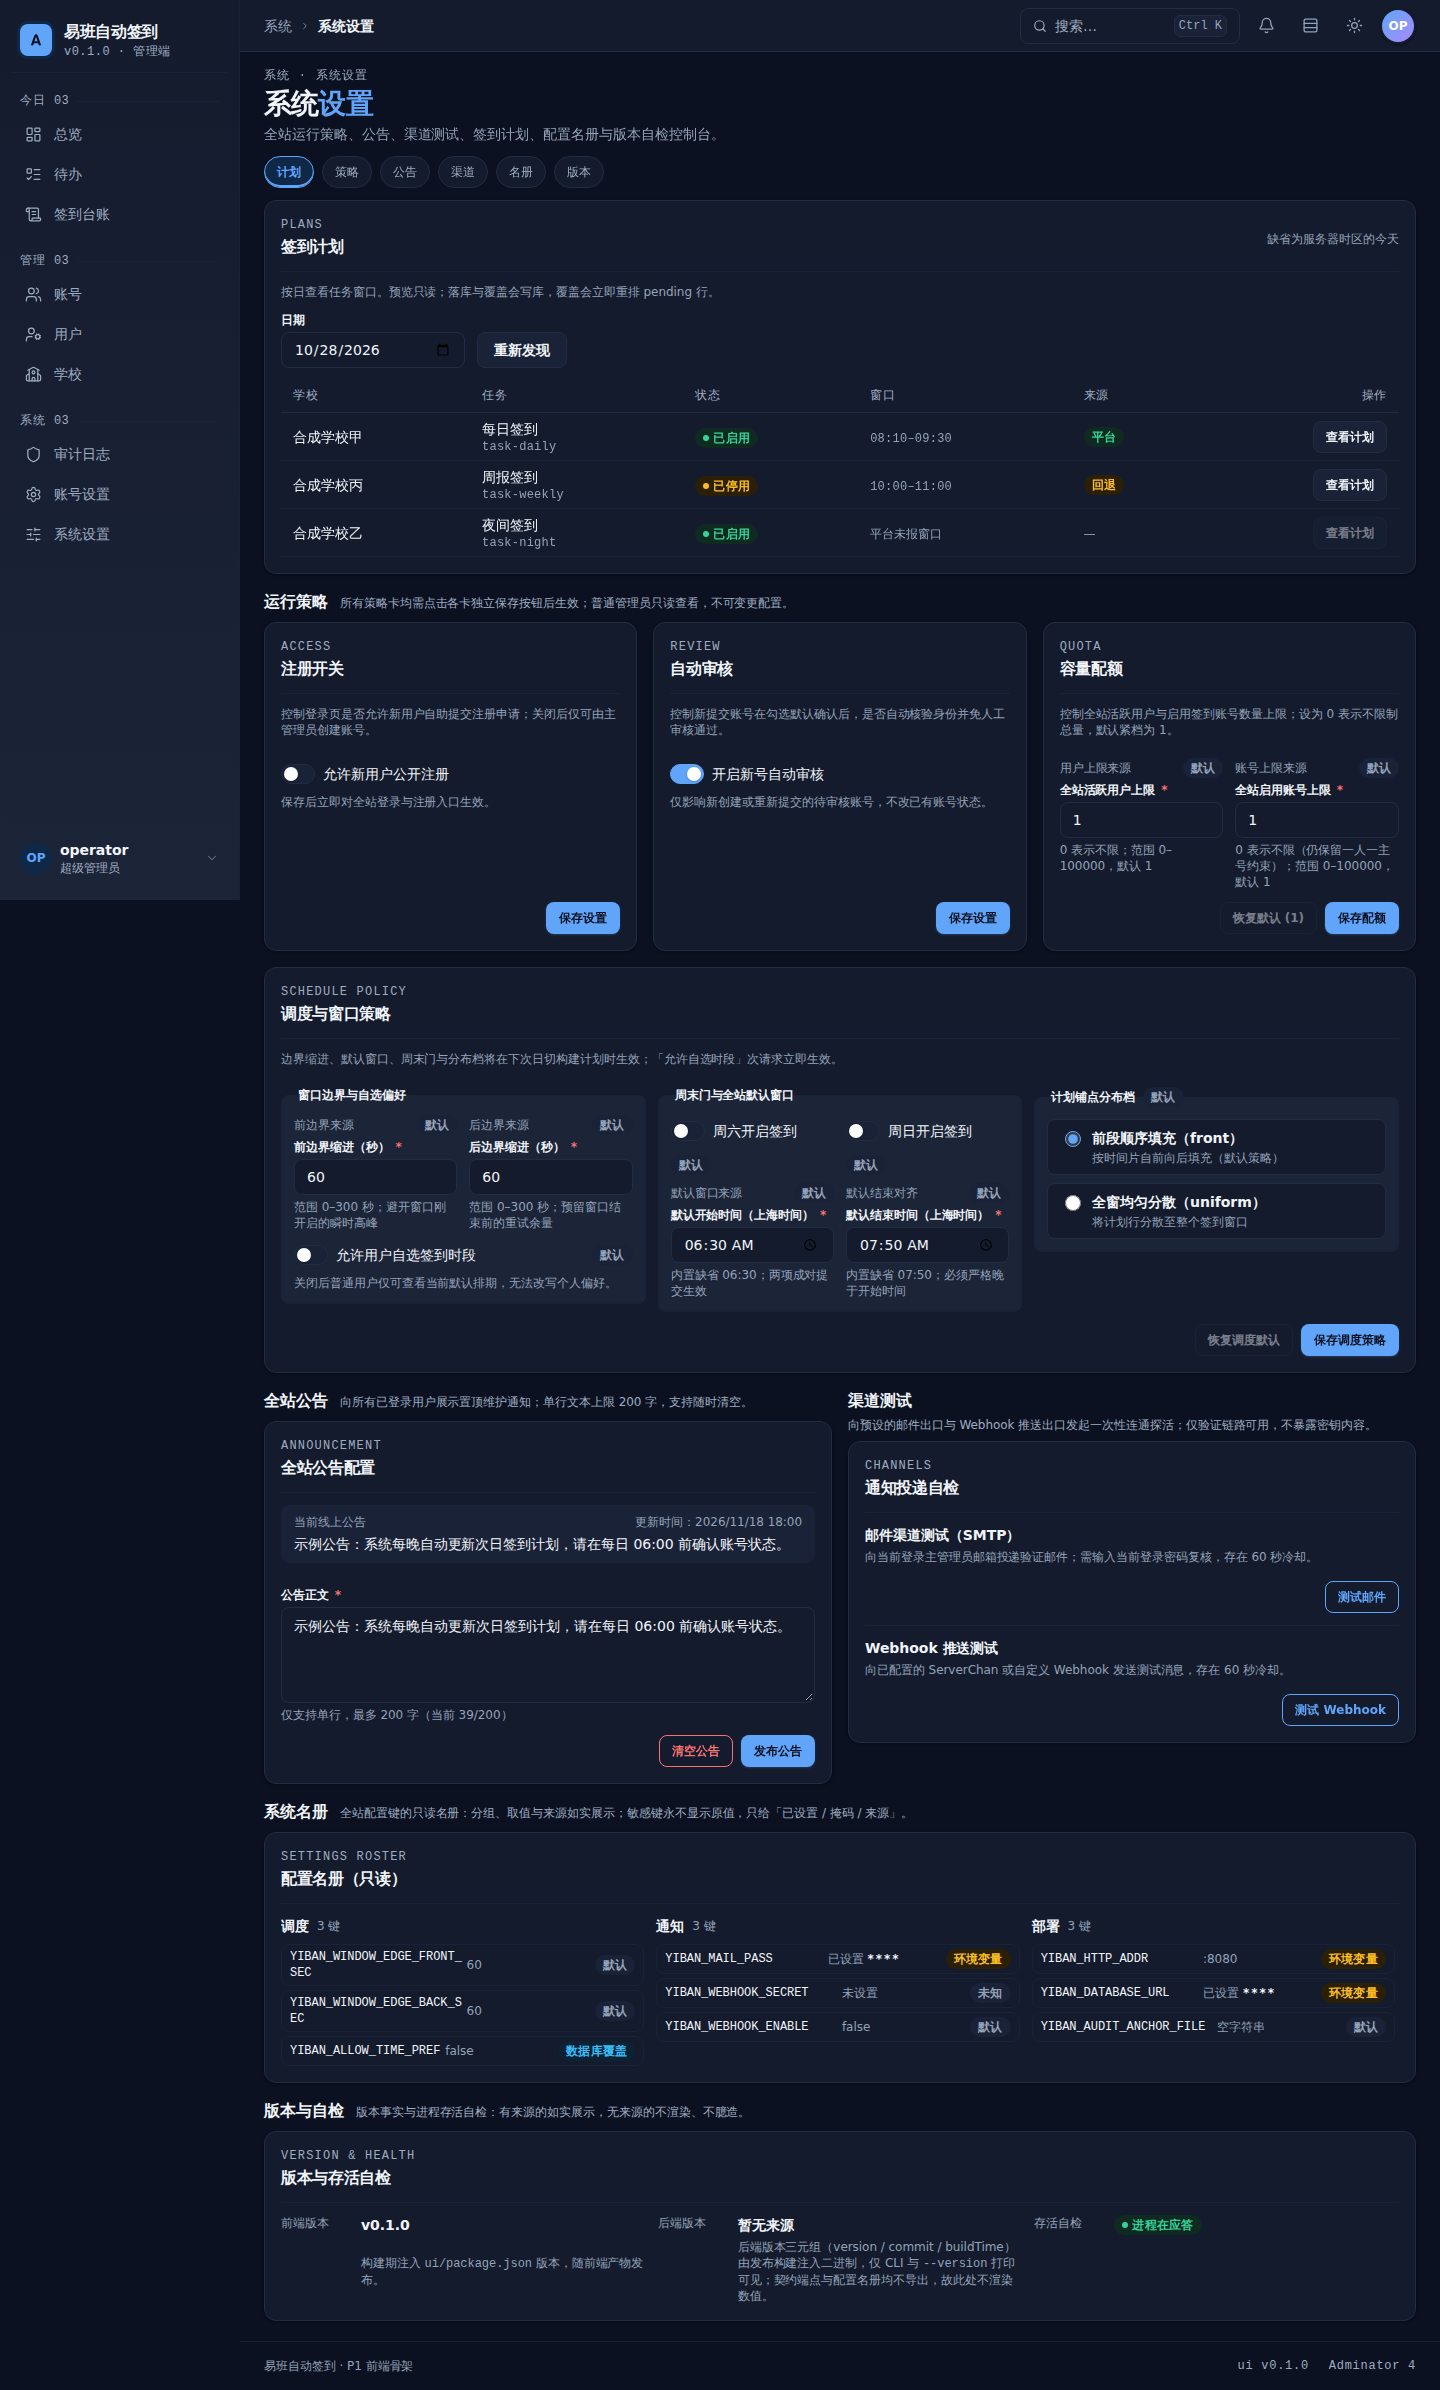 A
易班自动签到
v0.1.0 · 管理端
今日 03
总览
待办
签到台账
管理 03
账号
用户
学校
系统 03
审计日志
账号设置
系统设置
OP
operator
超级管理员
系统 › 系统设置
搜索… Ctrl K
OP
系统 · 系统设置
系统设置
全站运行策略、公告、渠道测试、签到计划、配置名册与版本自检控制台。
计划 策略 公告 渠道 名册 版本
PLANS
签到计划
缺省为服务器时区的今天
按日查看任务窗口。预览只读；落库与覆盖会写库，覆盖会立即重排 pending 行。
日期
10/28/2026 重新发现
学校 任务 状态 窗口 来源 操作
合成学校甲 每日签到 task-daily 已启用 08:10–09:30 平台 查看计划
合成学校丙 周报签到 task-weekly 已停用 10:00–11:00 回退 查看计划
合成学校乙 夜间签到 task-night 已启用 平台未报窗口 — 查看计划
运行策略 所有策略卡均需点击各卡独立保存按钮后生效；普通管理员只读查看，不可变更配置。
ACCESS
注册开关
控制登录页是否允许新用户自助提交注册申请；关闭后仅可由主
管理员创建账号。
允许新用户公开注册
保存后立即对全站登录与注册入口生效。
保存设置
REVIEW
自动审核
控制新提交账号在勾选默认确认后，是否自动核验身份并免人工
审核通过。
开启新号自动审核
仅影响新创建或重新提交的待审核账号，不改已有账号状态。
保存设置
QUOTA
容量配额
控制全站活跃用户与启用签到账号数量上限；设为 0 表示不限制
总量，默认紧档为 1。
用户上限来源 默认
全站活跃用户上限 *
1
0 表示不限；范围 0–
100000，默认 1
账号上限来源 默认
全站启用账号上限 *
1
0 表示不限（仍保留一人一主
号约束）；范围 0–100000，
默认 1
恢复默认 (1) 保存配额
SCHEDULE POLICY
调度与窗口策略
边界缩进、默认窗口、周末门与分布档将在下次日切构建计划时生效；「允许自选时段」次请求立即生效。
窗口边界与自选偏好
前边界来源 默认
前边界缩进（秒） *
60
范围 0–300 秒；避开窗口刚
开启的瞬时高峰
后边界来源 默认
后边界缩进（秒） *
60
范围 0–300 秒；预留窗口结
束前的重试余量
允许用户自选签到时段 默认
关闭后普通用户仅可查看当前默认排期，无法改写个人偏好。
周末门与全站默认窗口
周六开启签到
默认
周日开启签到
默认
默认窗口来源 默认
默认开始时间（上海时间） *
06:30 AM
内置缺省 06:30；两项成对提
交生效
默认结束对齐 默认
默认结束时间（上海时间） *
07:50 AM
内置缺省 07:50；必须严格晚
于开始时间
计划铺点分布档 默认
前段顺序填充（front）
按时间片自前向后填充（默认策略）
全窗均匀分散（uniform）
将计划行分散至整个签到窗口
恢复调度默认 保存调度策略
全站公告 向所有已登录用户展示置顶维护通知；单行文本上限 200 字，支持随时清空。
ANNOUNCEMENT
全站公告配置
当前线上公告 更新时间：2026/11/18 18:00
示例公告：系统每晚自动更新次日签到计划，请在每日 06:00 前确认账号状态。
公告正文 *
示例公告：系统每晚自动更新次日签到计划，请在每日 06:00 前确认账号状态。
仅支持单行，最多 200 字（当前 39/200）
清空公告 发布公告
渠道测试
向预设的邮件出口与 Webhook 推送出口发起一次性连通探活；仅验证链路可用，不暴露密钥内容。
CHANNELS
通知投递自检
邮件渠道测试（SMTP）
向当前登录主管理员邮箱投递验证邮件；需输入当前登录密码复核，存在 60 秒冷却。
测试邮件
Webhook 推送测试
向已配置的 ServerChan 或自定义 Webhook 发送测试消息，存在 60 秒冷却。
测试 Webhook
系统名册 全站配置键的只读名册：分组、取值与来源如实展示；敏感键永不显示原值，只给「已设置 / 掩码 / 来源」。
SETTINGS ROSTER
配置名册（只读）
调度 3 键
YIBAN_WINDOW_EDGE_FRONT_
SEC 60 默认
YIBAN_WINDOW_EDGE_BACK_S
EC 60 默认
YIBAN_ALLOW_TIME_PREF false 数据库覆盖
通知 3 键
YIBAN_MAIL_PASS 已设置 **** 环境变量
YIBAN_WEBHOOK_SECRET 未设置 未知
YIBAN_WEBHOOK_ENABLE false 默认
部署 3 键
YIBAN_HTTP_ADDR :8080 环境变量
YIBAN_DATABASE_URL 已设置 **** 环境变量
YIBAN_AUDIT_ANCHOR_FILE 空字符串 默认
版本与自检 版本事实与进程存活自检：有来源的如实展示，无来源的不渲染、不臆造。
VERSION & HEALTH
版本与存活自检
前端版本 v0.1.0
构建期注入 ui/package.json 版本，随前端产物发
布。
后端版本 暂无来源
后端版本三元组（version / commit / buildTime）
由发布构建注入二进制，仅 CLI 与 --version 打印
可见；契约端点与配置名册均不导出，故此处不渲染
数值。
存活自检 进程在应答
易班自动签到 · P1 前端骨架
ui v0.1.0 Adminator 4